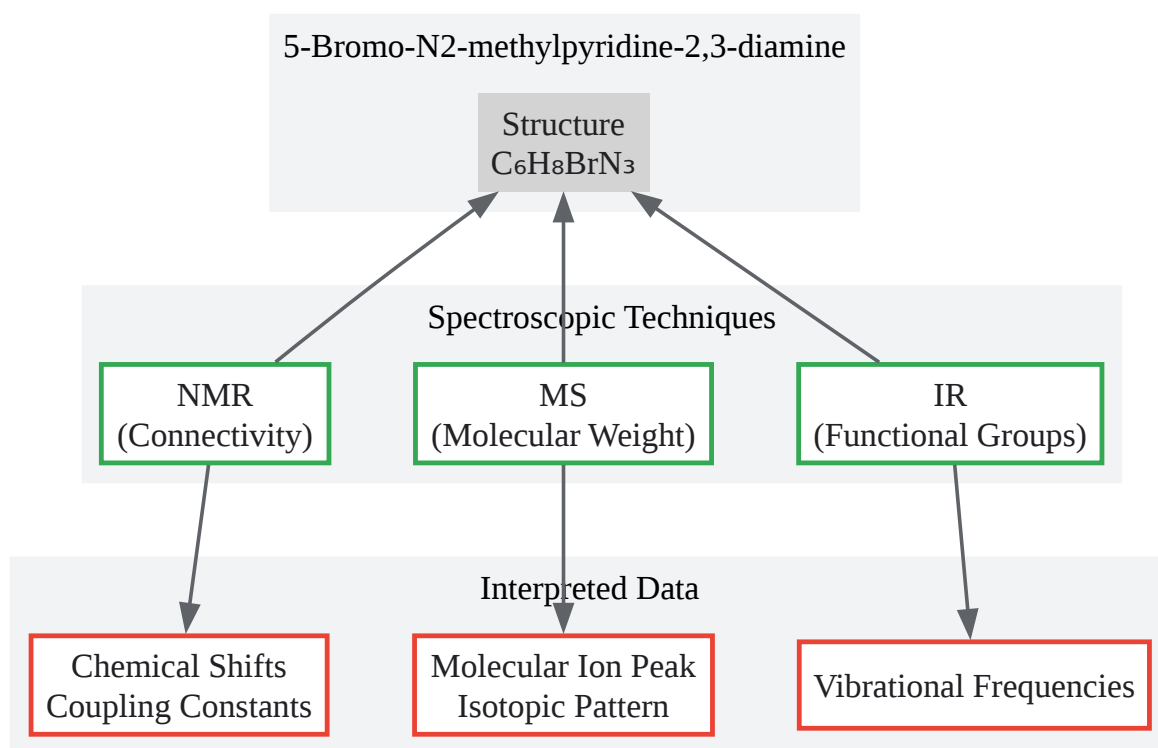 5-Bromo-N2-methylpyridine-2,3-diamine
Structure
C₆H₈BrN₃
Spectroscopic Techniques
NMR
(Connectivity)
MS
(Molecular Weight)
IR
(Functional Groups)
Interpreted Data
Chemical Shifts
Coupling Constants
Molecular Ion Peak
Isotopic Pattern
Vibrational Frequencies